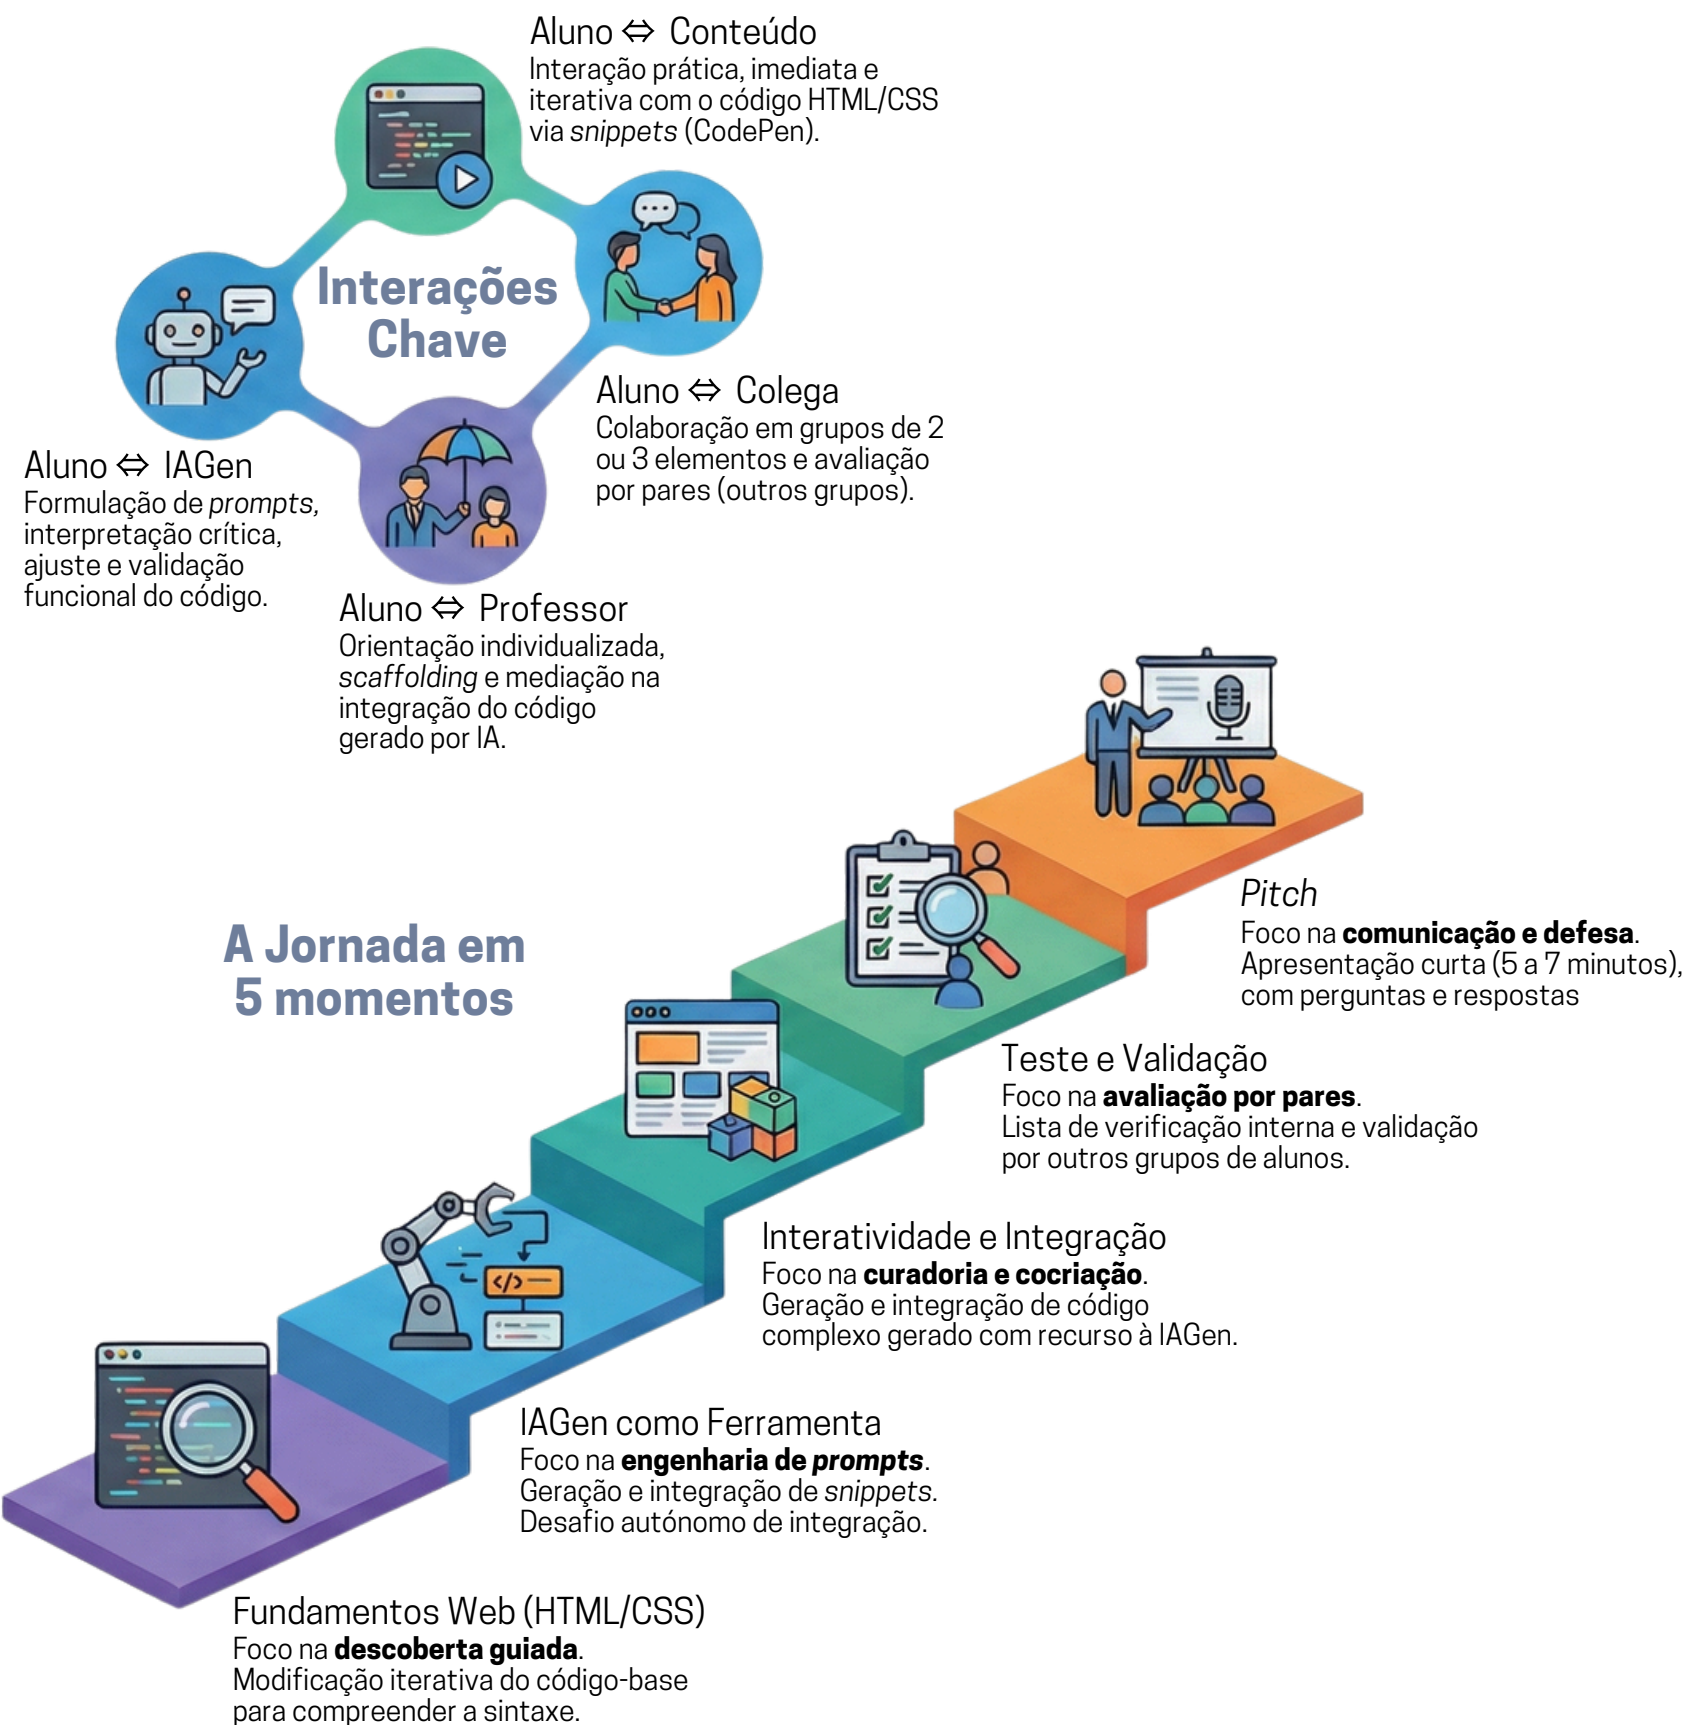 Aluno ⇔ Conteúdo
Interação prática, imediata e
iterativa com o código HTML/CSS
via snippets (CodePen).
Interações
Chave
Aluno ⇔ Colega
Colaboração em grupos de 2
ou 3 elementos e avaliação
por pares (outros grupos).
Aluno ⇔ IAGen
Formulação de prompts,
interpretação crítica,
ajuste e validação
funcional do código.
Aluno ⇔ Professor
Orientação individualizada,
scaffolding e mediação na
integração do código
gerado por IA.
A Jornada em
5 momentos
Pitch
Foco na comunicação e defesa.
Apresentação curta (5 a 7 minutos),
com perguntas e respostas
Teste e Validação
Foco na avaliação por pares.
Lista de verificação interna e validação
por outros grupos de alunos.
Interatividade e Integração
Foco na curadoria e cocriação.
Geração e integração de código
complexo gerado com recurso à IAGen.
</>
IAGen como Ferramenta
Foco na engenharia de prompts.
Geração e integração de snippets.
Desafio autónomo de integração.
Fundamentos Web (HTML/CSS)
Foco na descoberta guiada.
Modificação iterativa do código-base
para compreender a sintaxe.